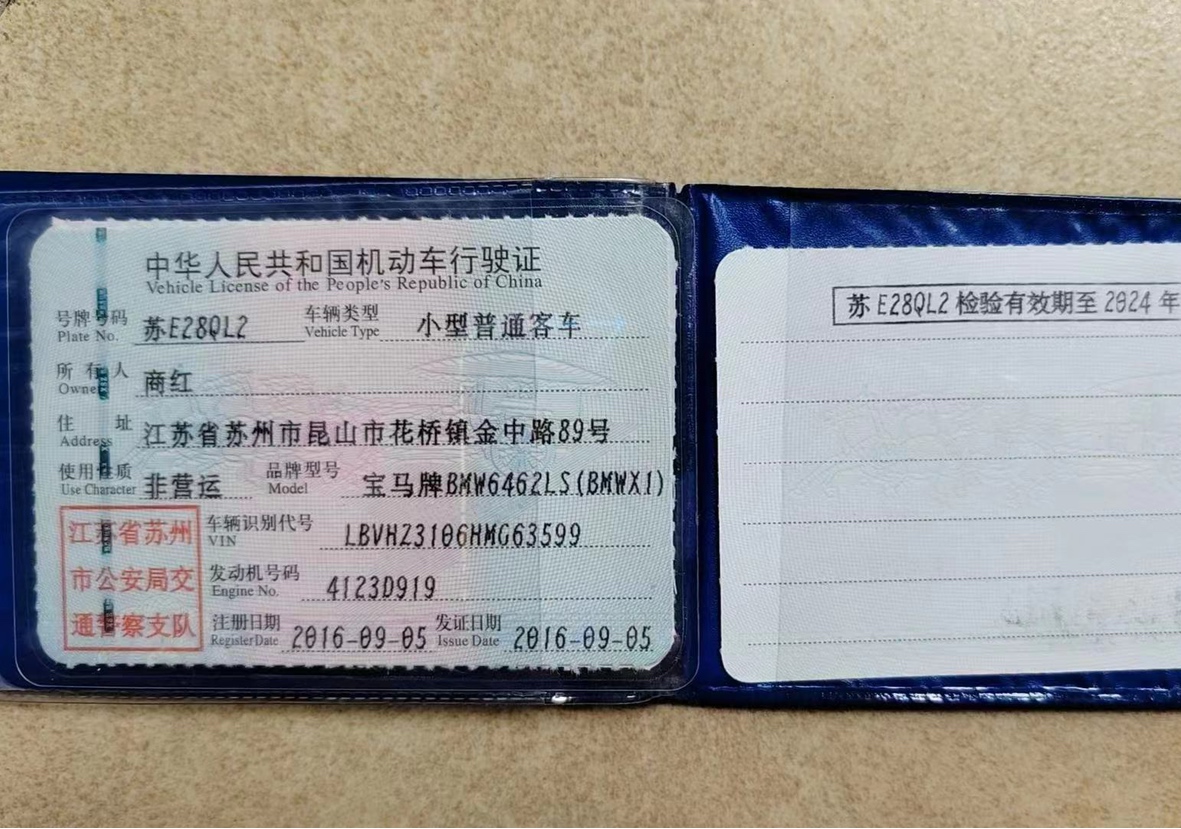 中华人民共和国机动车行驶证
Vehicle License of the People's Republic of China
号牌号码 苏E28QL2 车辆类型 小型普通客车
Plate No. Vehicle Type
所有人 商红
Owner
住址 江苏省苏州市昆山市花桥镇金中路89号
Address
使用性质 非营运 品牌型号 宝马牌BMW6462LS(BMWX1)
Use Character Model
江苏省苏州
市公安局交
通警察支队
车辆识别代号 LBVHZ3106HMG63599
VIN
发动机号码 4123D919
Engine No.
注册日期 2016-09-05 发证日期 2016-09-05
Register Date Issue Date
苏E28QL2检验有效期至2024年